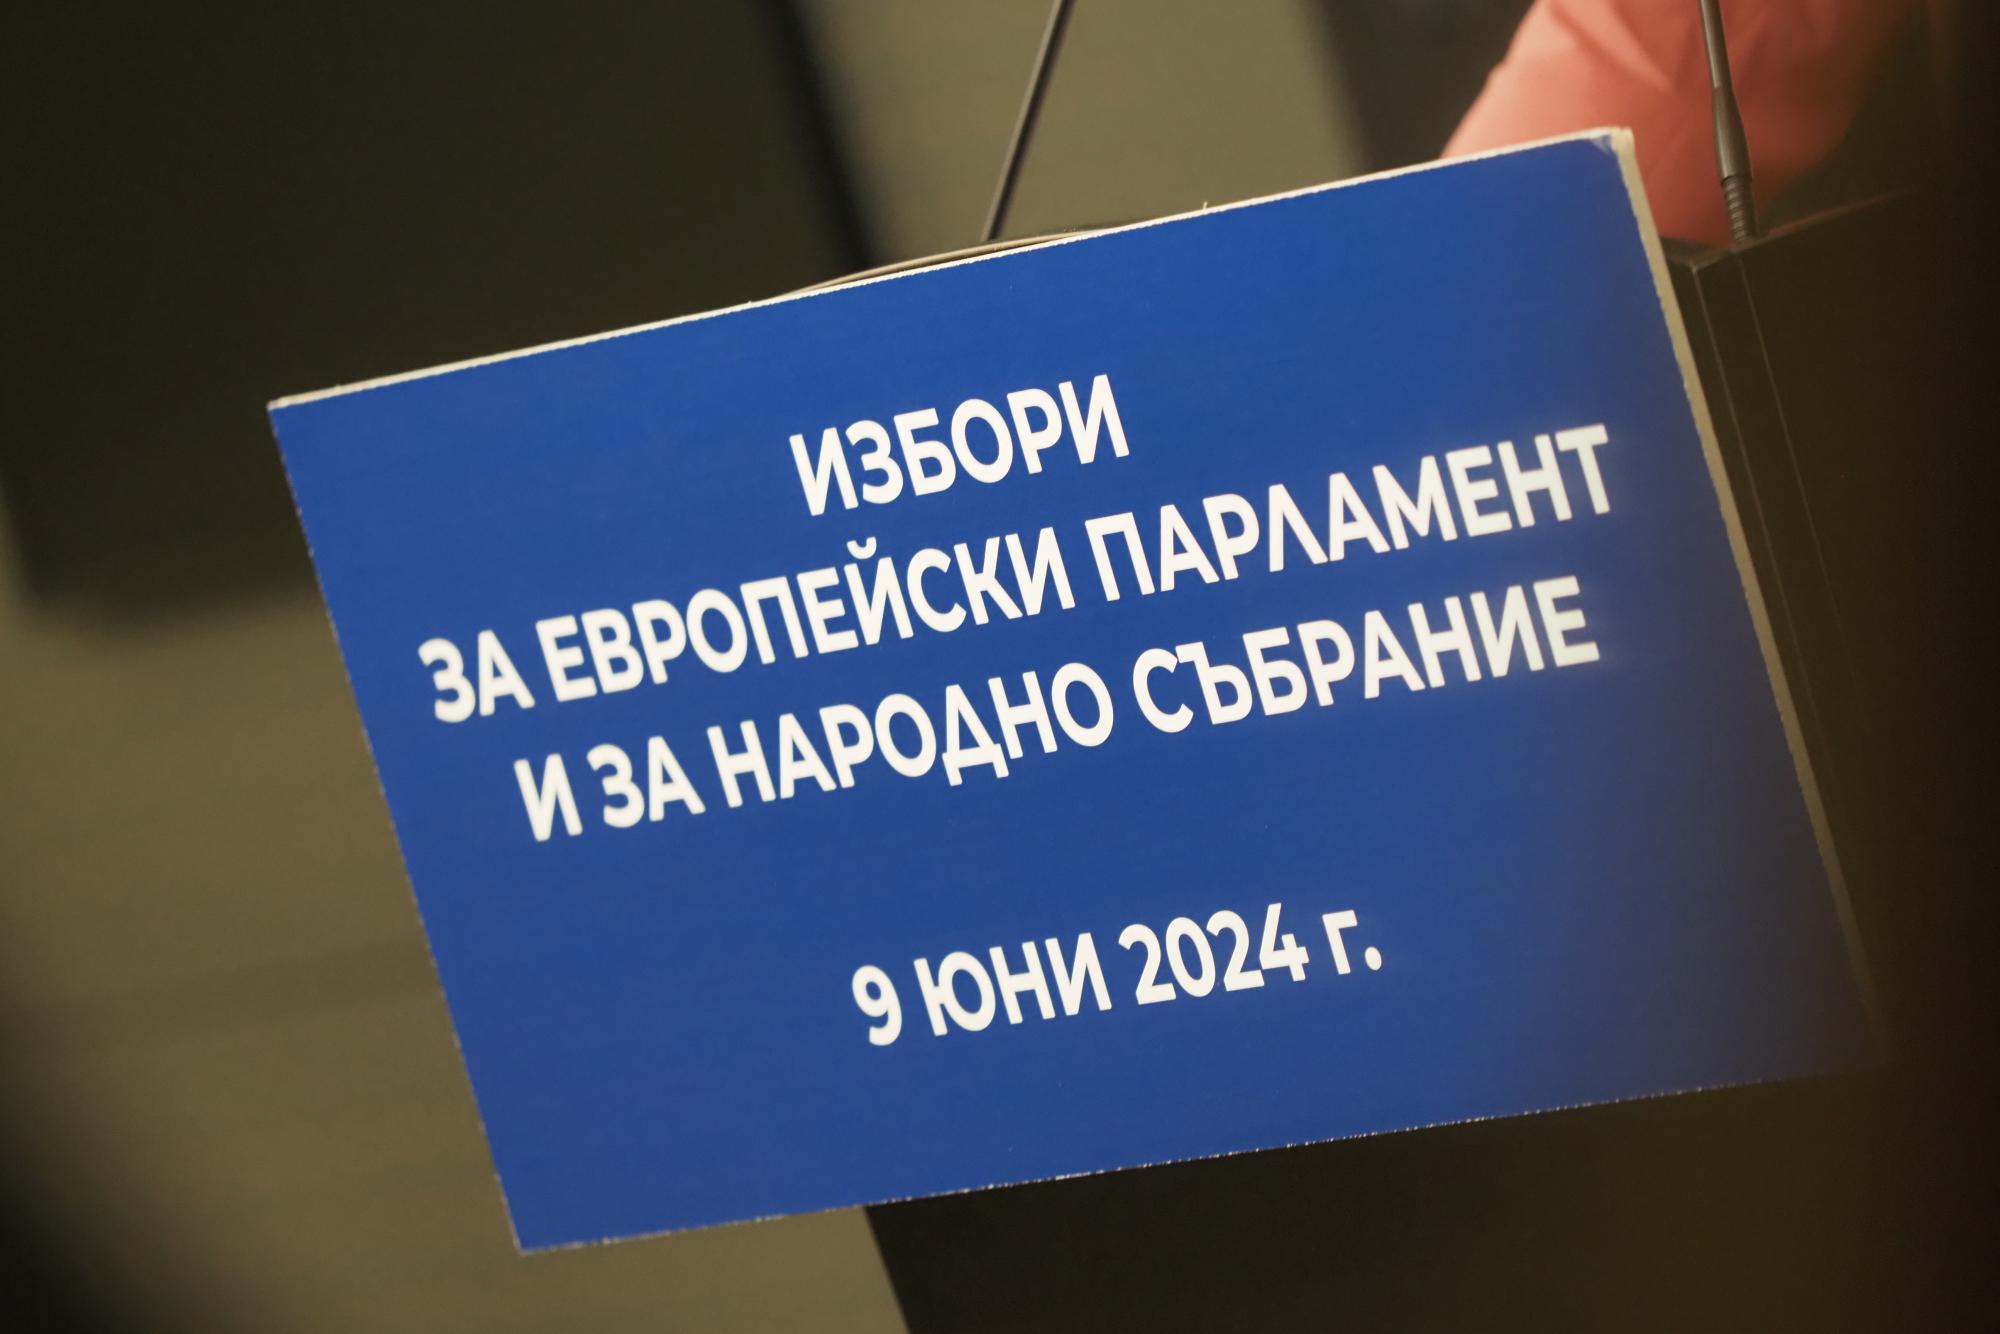 ИЗБОРИ
ЗА ЕВРОПЕЙСКИ ПАРЛАМЕНТ
И ЗА НАРОДНО СЪБРАНИЕ
9 ЮНИ 2024 г.